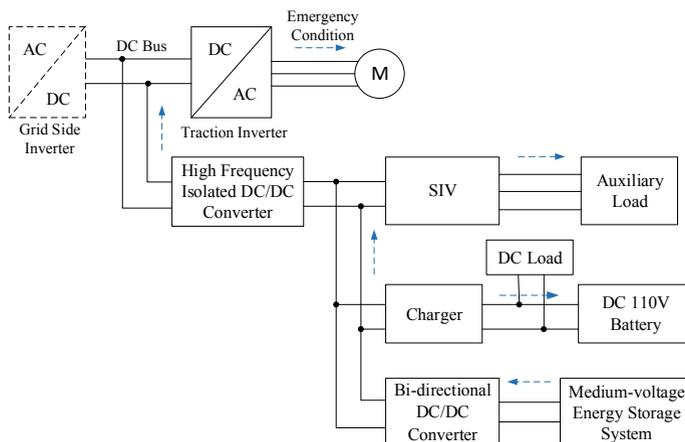 Emergency
Condition
AC
DC
Grid Side
Inverter
DC Bus
DC
AC
Traction Inverter
M
High Frequency
Isolated DC/DC
Converter
SIV
Auxiliary
Load
DC Load
Charger
DC 110V
Battery
Bi-directional
DC/DC
Converter
Medium-voltage
Energy Storage
System